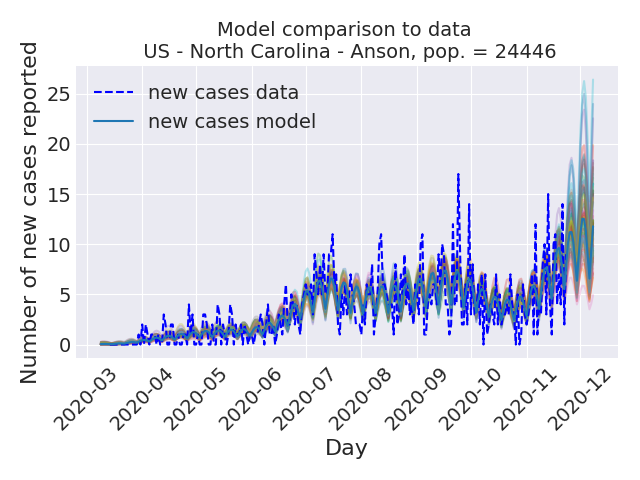 Model comparison to data
US - North Carolina - Anson, pop. = 24446
Number of new cases reported
25
20
15
10
5
0
new cases data
new cases model
2020-03
2020-04
2020-05
2020-06
2020-07
2020-08
2020-09
2020-10
2020-11
2020-12
Day